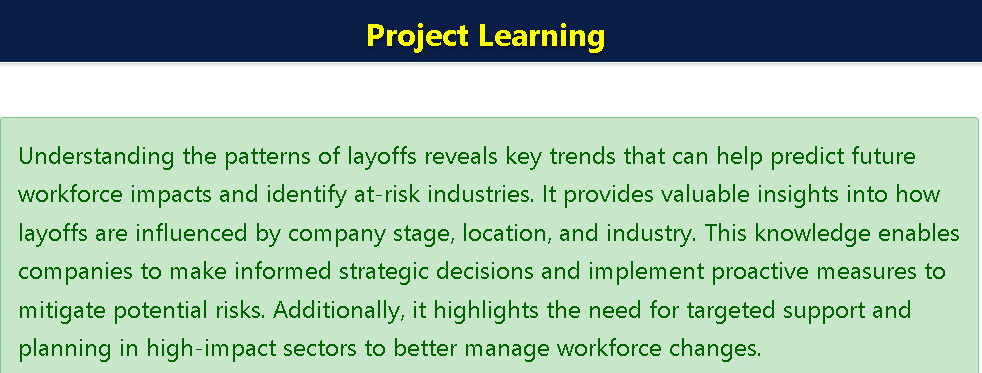 Project Learning
Understanding the patterns of layoffs reveals key trends that can help predict future
workforce impacts and identify at-risk industries. It provides valuable insights into how
layoffs are influenced by company stage, location, and industry. This knowledge enables
companies to make informed strategic decisions and implement proactive measures to
mitigate potential risks. Additionally, it highlights the need for targeted support and
planning in high-impact sectors to better manage workforce changes.